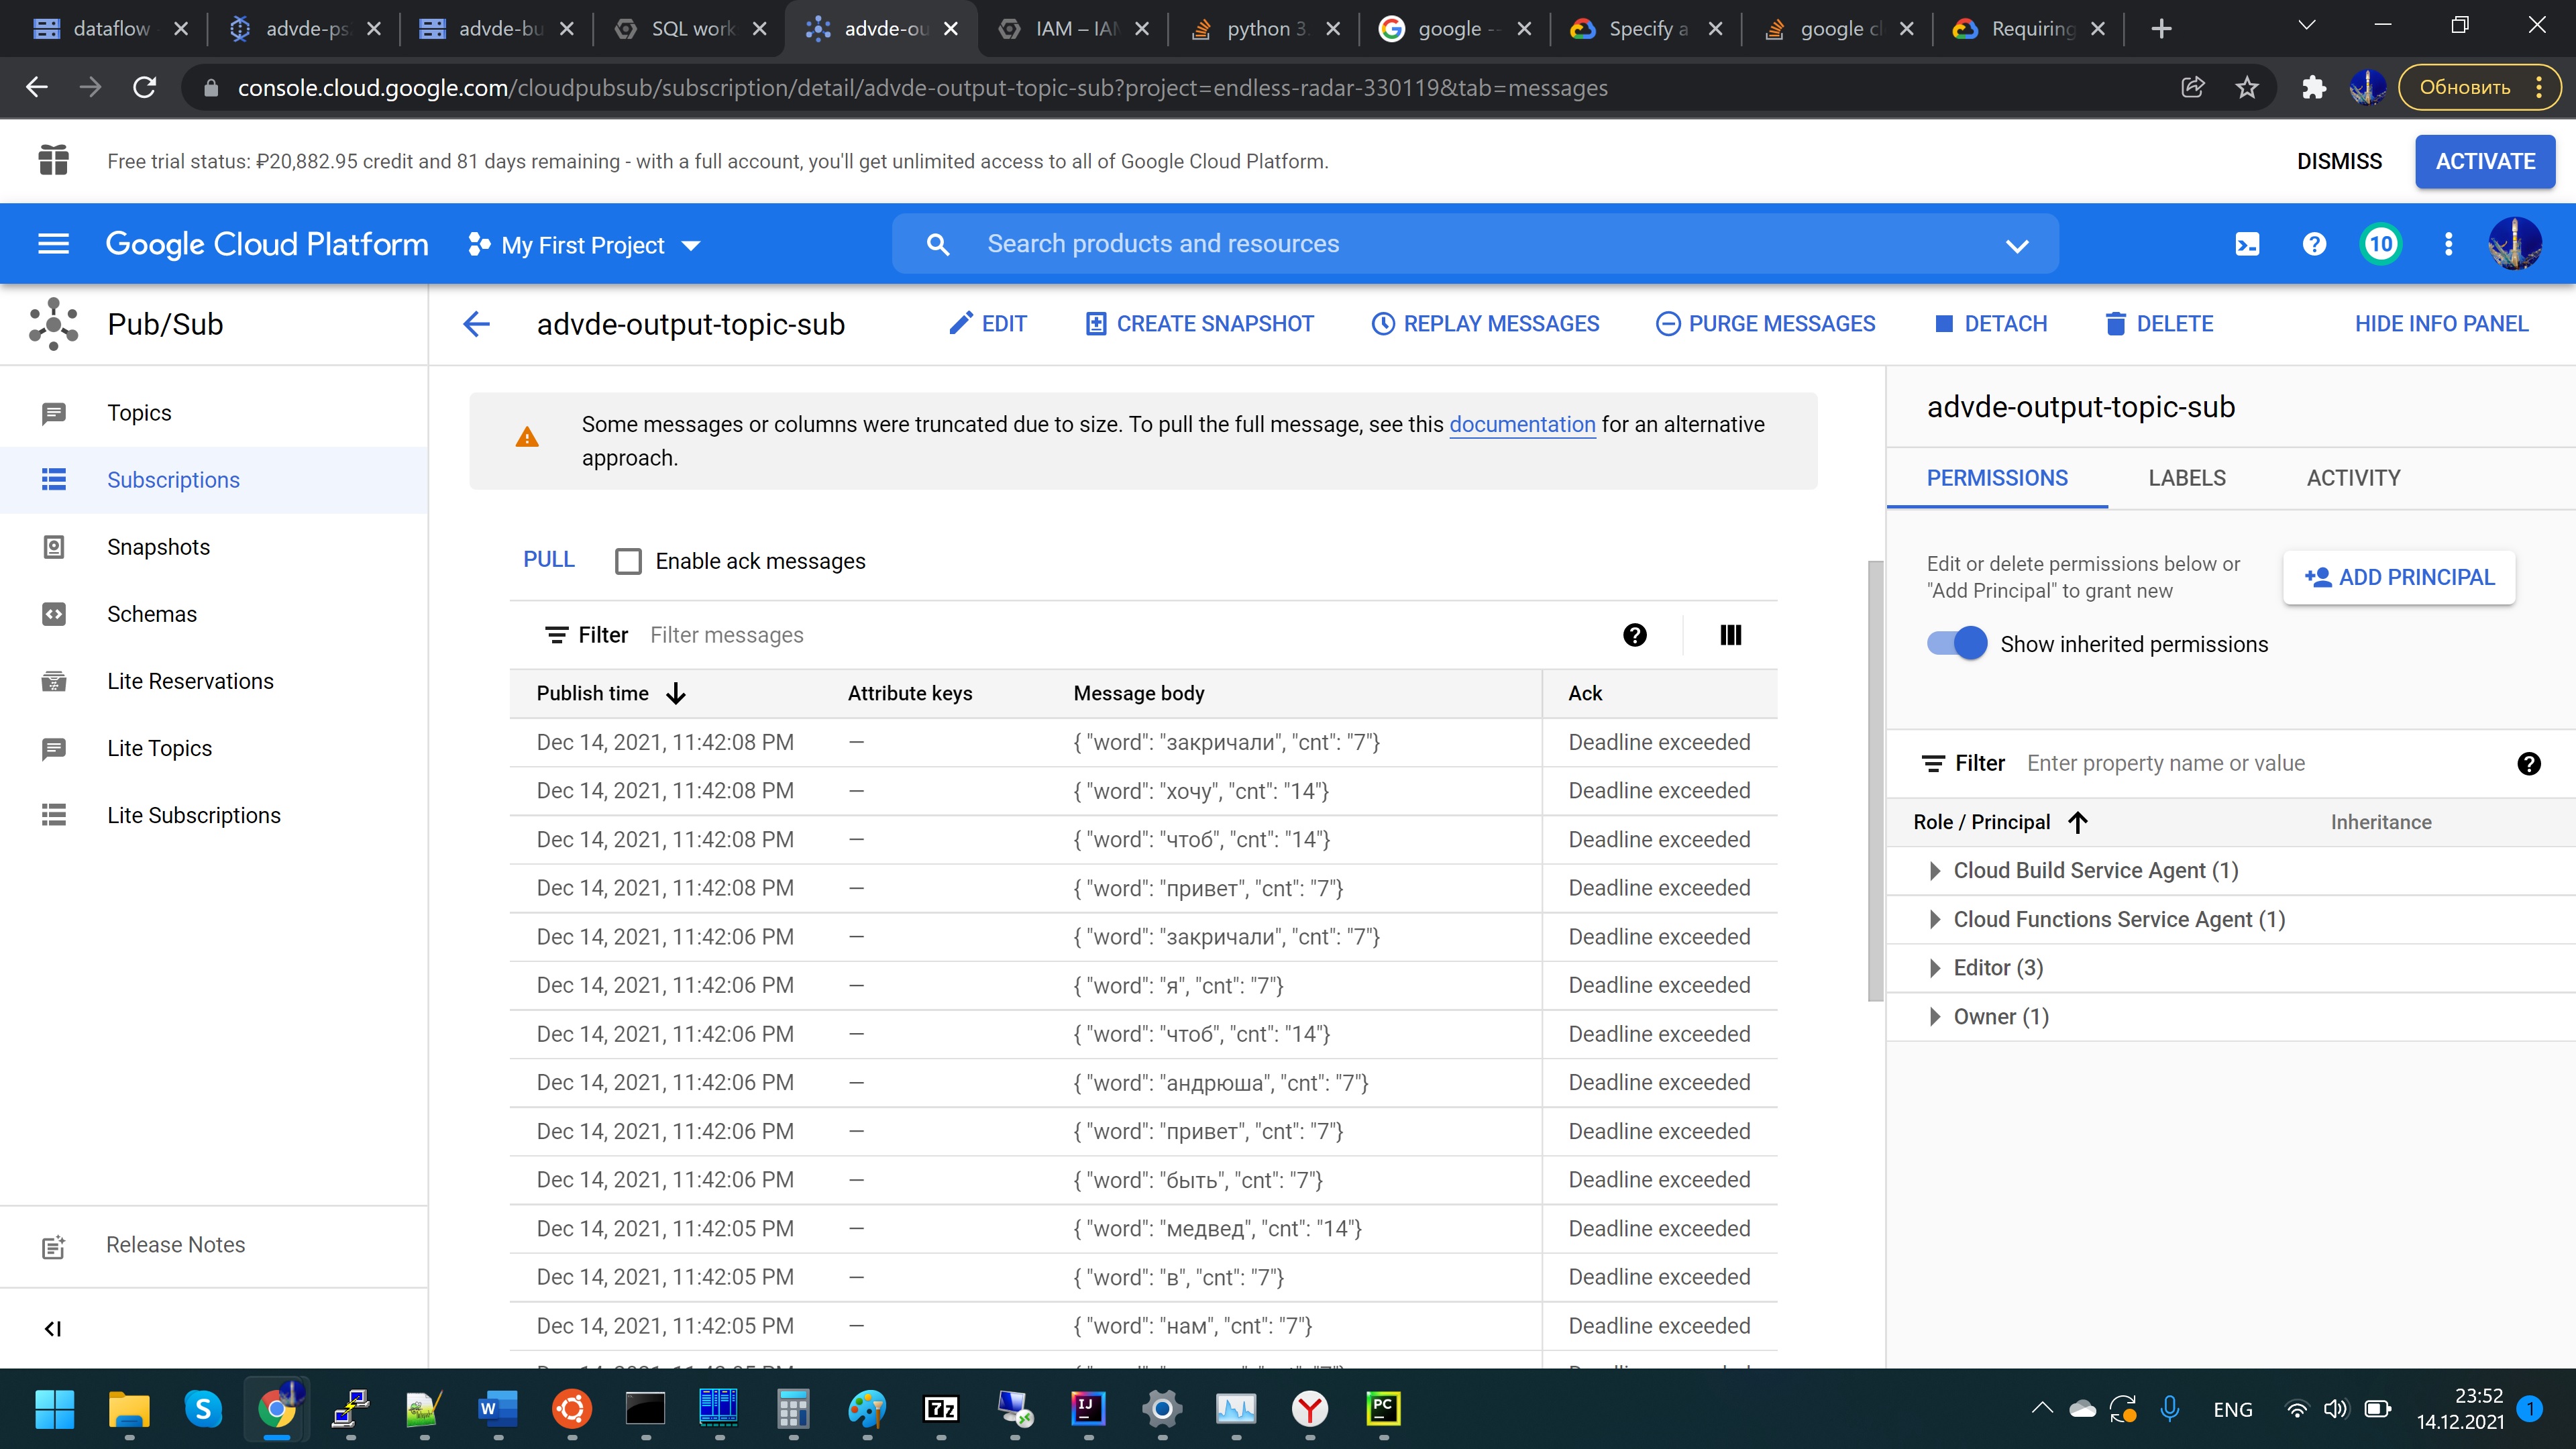 dataflow
advde-ps
advde-bu
SQL work
advde-ou
IAM – IAM
python 3.
google --
Specify a
google cl
Requiring
console.cloud.google.com/cloudpubsub/subscription/detail/advde-output-topic-sub?project=endless-radar-330119&tab=messages
Обновить
Free trial status: ₽20,882.95 credit and 81 days remaining - with a full account, you'll get unlimited access to all of Google Cloud Platform.
DISMISS
ACTIVATE
Google Cloud Platform
My First Project
Search products and resources
10
Pub/Sub
advde-output-topic-sub
EDIT
CREATE SNAPSHOT
REPLAY MESSAGES
PURGE MESSAGES
DETACH
DELETE
HIDE INFO PANEL
Topics
Subscriptions
Snapshots
Schemas
Lite Reservations
Lite Topics
Lite Subscriptions
Release Notes
Some messages or columns were truncated due to size. To pull the full message, see this documentation for an alternative
approach.
PULL
Enable ack messages
Filter Filter messages
Publish time Attribute keys Message body Ack
Dec 14, 2021, 11:42:08 PM — { "word": "закричали", "cnt": "7"} Deadline exceeded
Dec 14, 2021, 11:42:08 PM — { "word": "хочу", "cnt": "14"} Deadline exceeded
Dec 14, 2021, 11:42:08 PM — { "word": "чтоб", "cnt": "14"} Deadline exceeded
Dec 14, 2021, 11:42:08 PM — { "word": "привет", "cnt": "7"} Deadline exceeded
Dec 14, 2021, 11:42:06 PM — { "word": "закричали", "cnt": "7"} Deadline exceeded
Dec 14, 2021, 11:42:06 PM — { "word": "я", "cnt": "7"} Deadline exceeded
Dec 14, 2021, 11:42:06 PM — { "word": "чтоб", "cnt": "14"} Deadline exceeded
Dec 14, 2021, 11:42:06 PM — { "word": "андрюша", "cnt": "7"} Deadline exceeded
Dec 14, 2021, 11:42:06 PM — { "word": "привет", "cnt": "7"} Deadline exceeded
Dec 14, 2021, 11:42:06 PM — { "word": "быть", "cnt": "7"} Deadline exceeded
Dec 14, 2021, 11:42:05 PM — { "word": "медвед", "cnt": "14"} Deadline exceeded
Dec 14, 2021, 11:42:05 PM — { "word": "в", "cnt": "7"} Deadline exceeded
Dec 14, 2021, 11:42:05 PM — { "word": "нам", "cnt": "7"} Deadline exceeded
advde-output-topic-sub
PERMISSIONS
LABELS
ACTIVITY
Edit or delete permissions below or
"Add Principal" to grant new
ADD PRINCIPAL
Show inherited permissions
Filter Enter property name or value
Role / Principal Inheritance
Cloud Build Service Agent (1)
Cloud Functions Service Agent (1)
Editor (3)
Owner (1)
ENG
23:52
14.12.2021
1